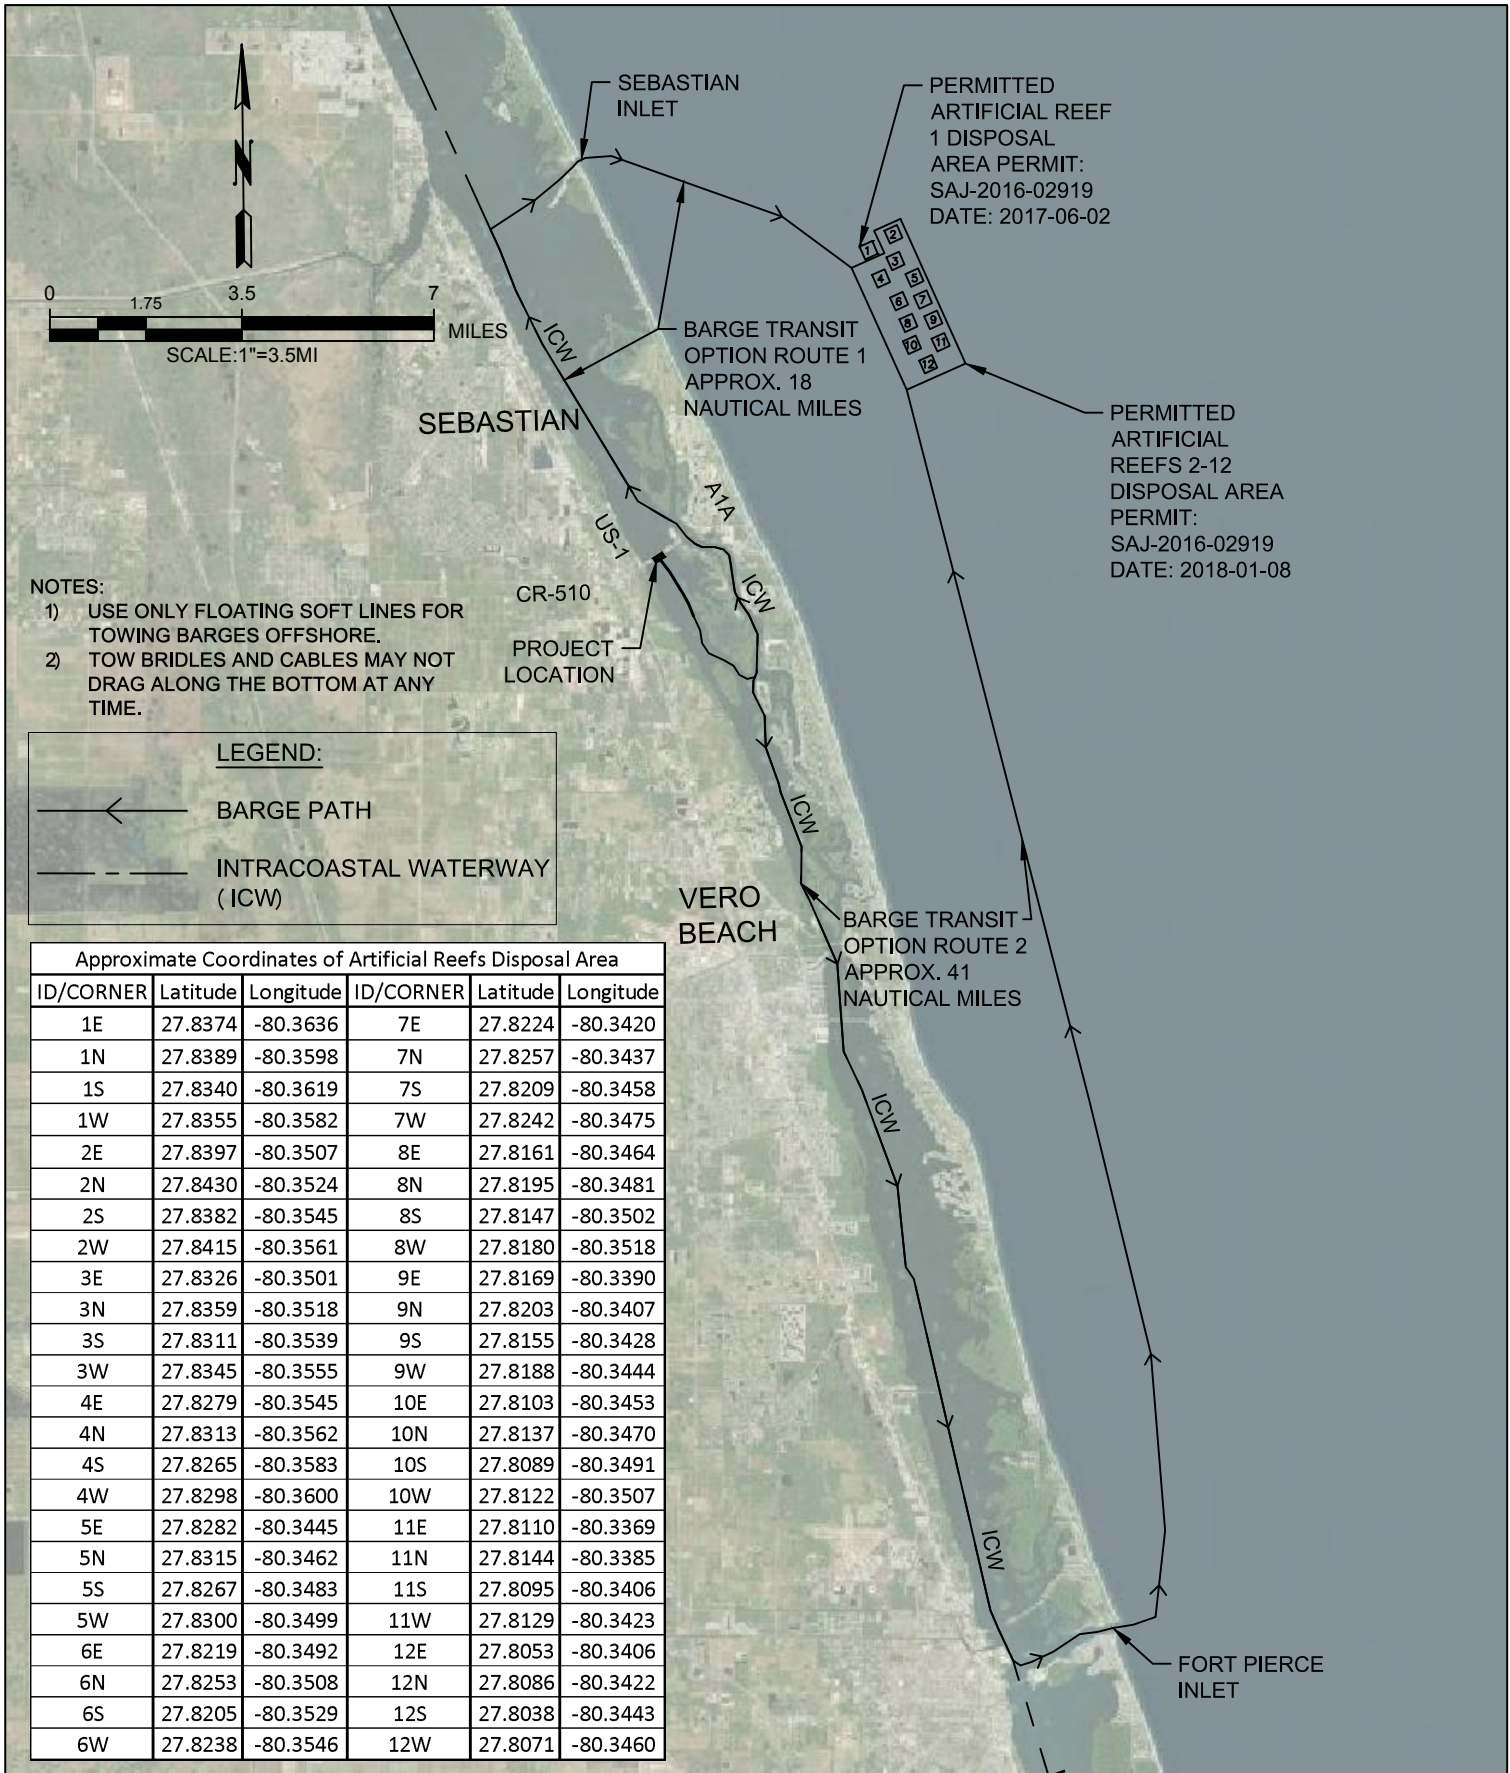 SEBASTIAN
INLET
PERMITTED
ARTIFICIAL REEF
1 DISPOSAL
AREA PERMIT:
SAJ-2016-02919
DATE: 2017-06-02
N
1
2
3
4
5
6
7
8
9
10
11
12
0 1.75 3.5 7
MILES
SCALE:1"=3.5MI
ICW
BARGE TRANSIT
OPTION ROUTE 1
APPROX. 18
NAUTICAL MILES
SEBASTIAN
PERMITTED
ARTIFICIAL
REEFS 2-12
DISPOSAL AREA
PERMIT:
SAJ-2016-02919
DATE: 2018-01-08
A1A
US-1
CR-510
ICW
PROJECT
LOCATION
NOTES:
1) USE ONLY FLOATING SOFT LINES FOR
TOWING BARGES OFFSHORE.
2) TOW BRIDLES AND CABLES MAY NOT
DRAG ALONG THE BOTTOM AT ANY
TIME.
LEGEND:
BARGE PATH
INTRACOASTAL WATERWAY
( ICW)
ICW
VERO
BEACH
BARGE TRANSIT
OPTION ROUTE 2
APPROX. 41
NAUTICAL MILES
ICW
ICW
FORT PIERCE
INLET
Approximate Coordinates of Artificial Reefs Disposal Area
ID/CORNER Latitude Longitude ID/CORNER Latitude Longitude
1E 27.8374 -80.3636 7E 27.8224 -80.3420
1N 27.8389 -80.3598 7N 27.8257 -80.3437
1S 27.8340 -80.3619 7S 27.8209 -80.3458
1W 27.8355 -80.3582 7W 27.8242 -80.3475
2E 27.8397 -80.3507 8E 27.8161 -80.3464
2N 27.8430 -80.3524 8N 27.8195 -80.3481
2S 27.8382 -80.3545 8S 27.8147 -80.3502
2W 27.8415 -80.3561 8W 27.8180 -80.3518
3E 27.8326 -80.3501 9E 27.8169 -80.3390
3N 27.8359 -80.3518 9N 27.8203 -80.3407
3S 27.8311 -80.3539 9S 27.8155 -80.3428
3W 27.8345 -80.3555 9W 27.8188 -80.3444
4E 27.8279 -80.3545 10E 27.8103 -80.3453
4N 27.8313 -80.3562 10N 27.8137 -80.3470
4S 27.8265 -80.3583 10S 27.8089 -80.3491
4W 27.8298 -80.3600 10W 27.8122 -80.3507
5E 27.8282 -80.3445 11E 27.8110 -80.3369
5N 27.8315 -80.3462 11N 27.8144 -80.3385
5S 27.8267 -80.3483 11S 27.8095 -80.3406
5W 27.8300 -80.3499 11W 27.8129 -80.3423
6E 27.8219 -80.3492 12E 27.8053 -80.3406
6N 27.8253 -80.3508 12N 27.8086 -80.3422
6S 27.8205 -80.3529 12S 27.8038 -80.3443
6W 27.8238 -80.3546 12W 27.8071 -80.3460